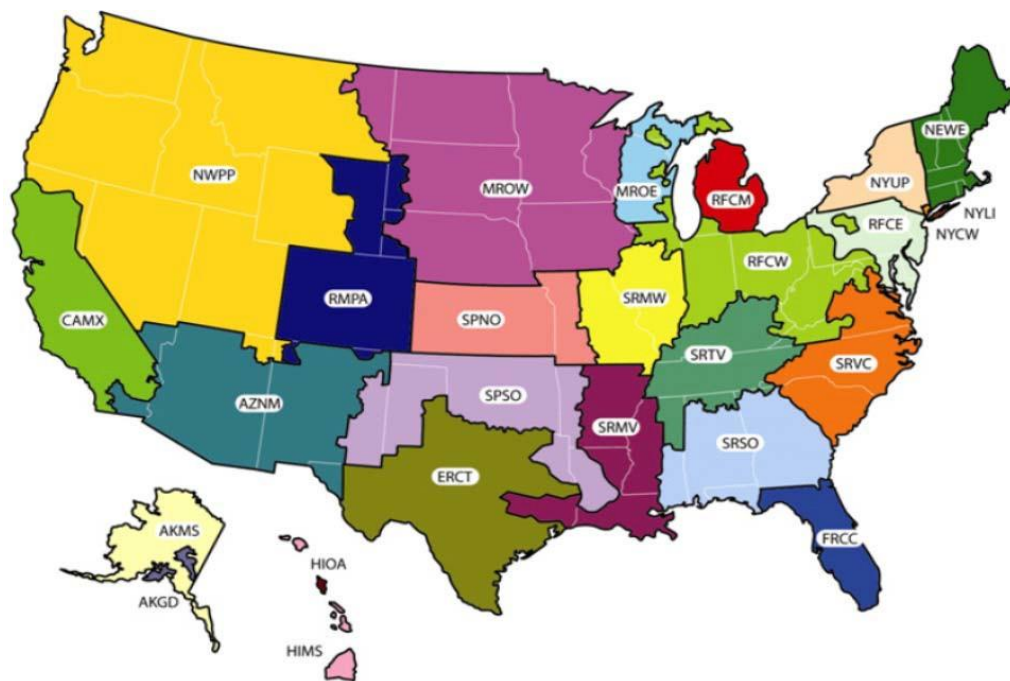 NEWE
NWPP
MROW
MROE
RFCM
NYUP
NYLI
NYCW
RFCE
RFCW
RMPA
SPNO
SRMW
CAMX
SRTV
SRVC
AZNM
SPSO
SRMV
SRSO
ERCT
AKMS
FRCC
HIOA
AKGD
HIMS